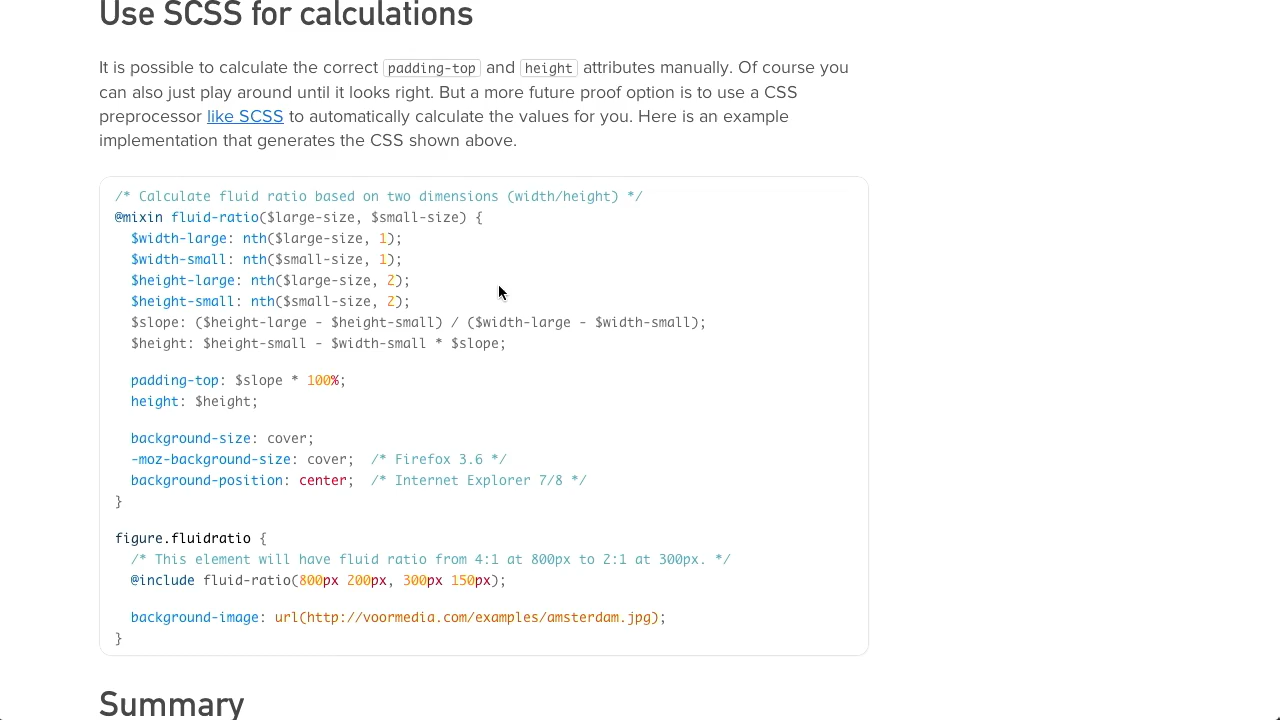 Use SCSS for calculations
It is possible to calculate the correct padding-top and height attributes manually. Of course you
can also just play around until it looks right. But a more future proof option is to use a CSS
preprocessor like SCSS to automatically calculate the values for you. Here is an example
implementation that generates the CSS shown above.
/* Calculate fluid ratio based on two dimensions (width/height) */
@mixin fluid-ratio($large-size, $small-size) {
  $width-large: nth($large-size, 1);
  $width-small: nth($small-size, 1);
  $height-large: nth($large-size, 2);
  $height-small: nth($small-size, 2);
  $slope: ($height-large - $height-small) / ($width-large - $width-small);
  $height: $height-small - $width-small * $slope;
  padding-top: $slope * 100%;
  height: $height;
  background-size: cover;
  -moz-background-size: cover;  /* Firefox 3.6 */
  background-position: center;  /* Internet Explorer 7/8 */
}
figure.fluidratio {
  /* This element will have fluid ratio from 4:1 at 800px to 2:1 at 300px. */
  @include fluid-ratio(800px 200px, 300px 150px);
  background-image: url(http://voormedia.com/examples/amsterdam.jpg);
}
Summary